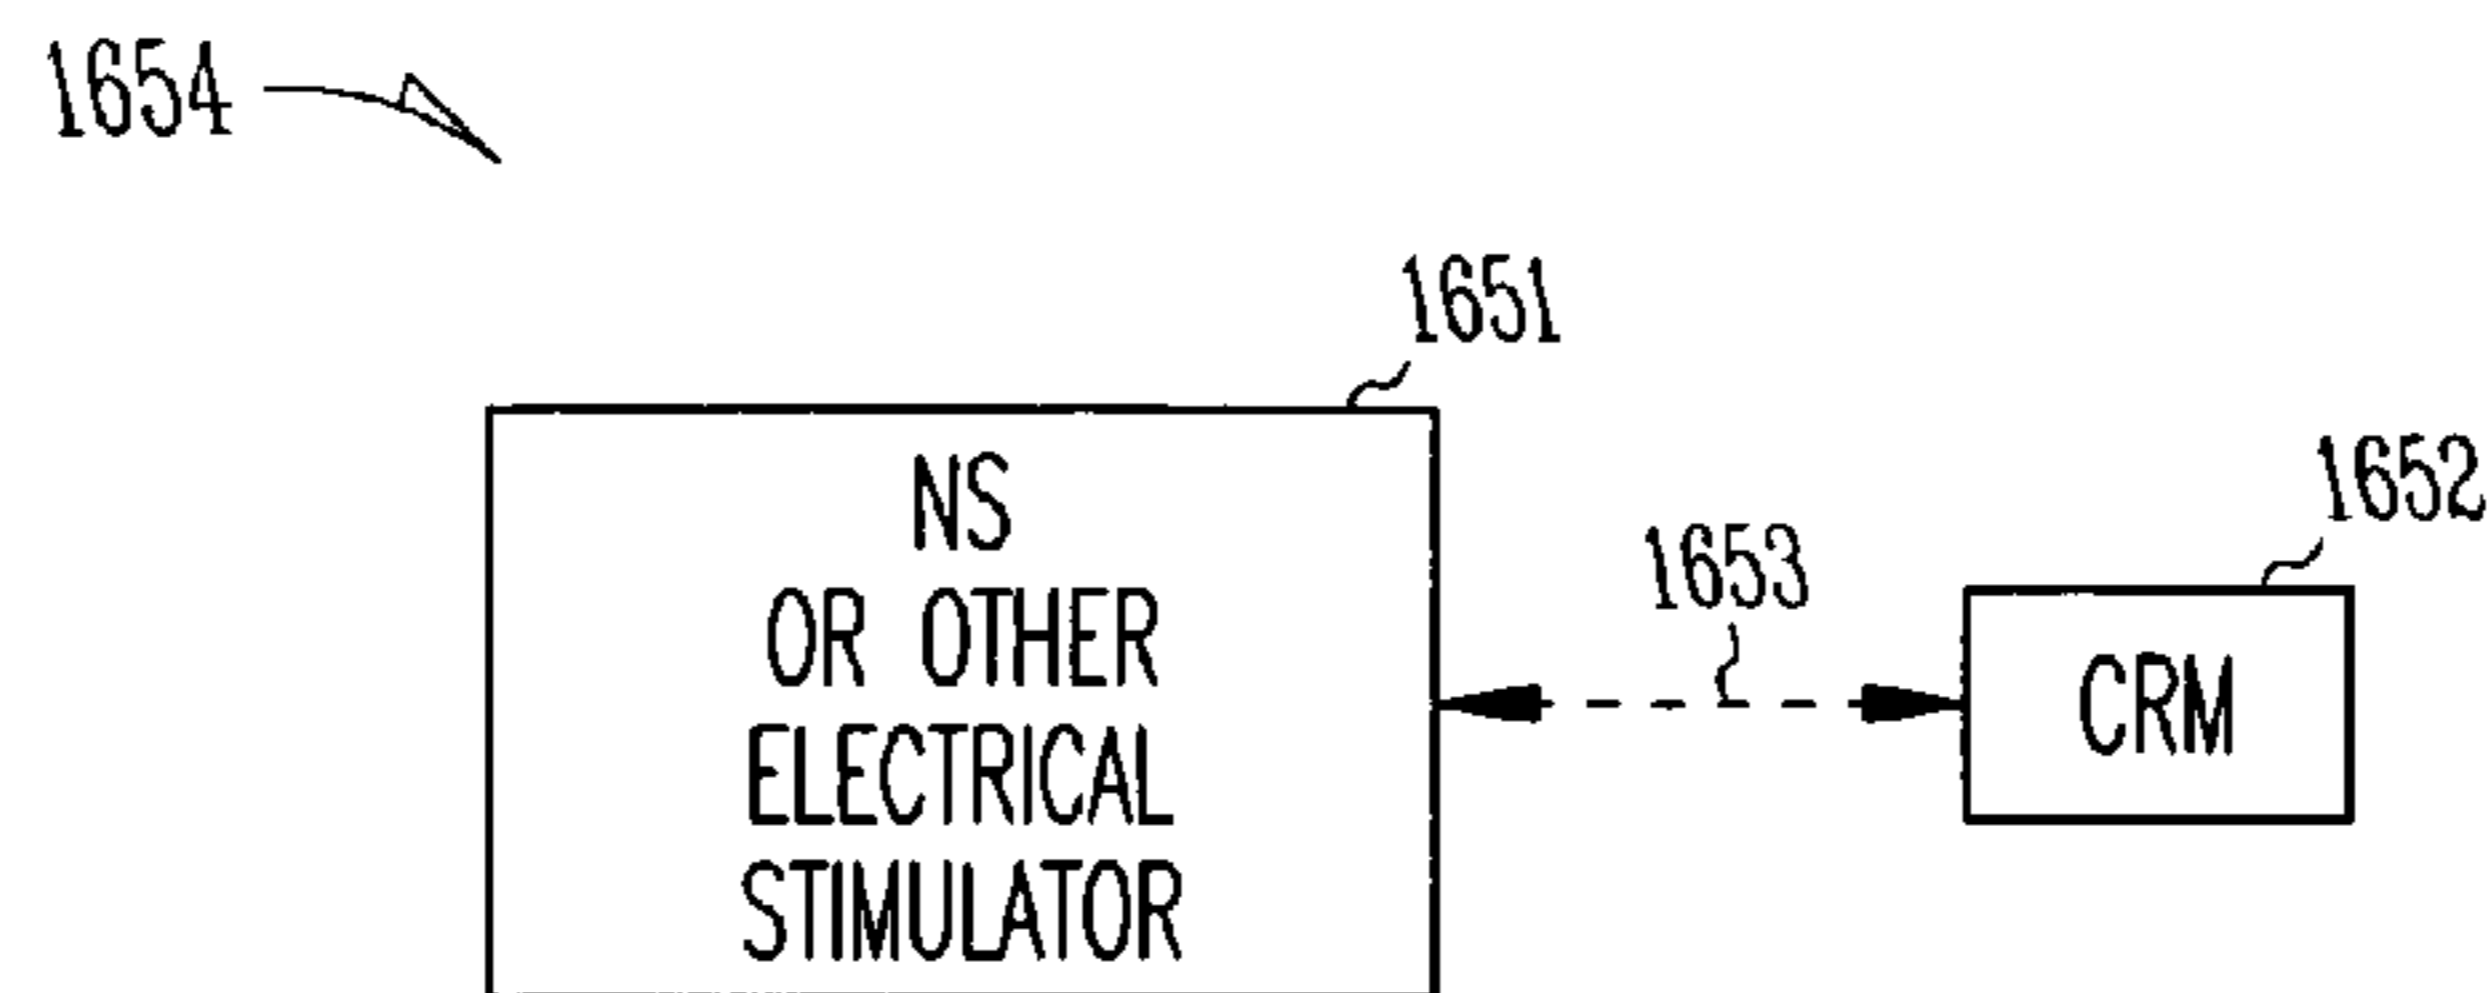 1654
1651
NS
OR OTHER
ELECTRICAL
STIMULATOR
1653
1652
CRM